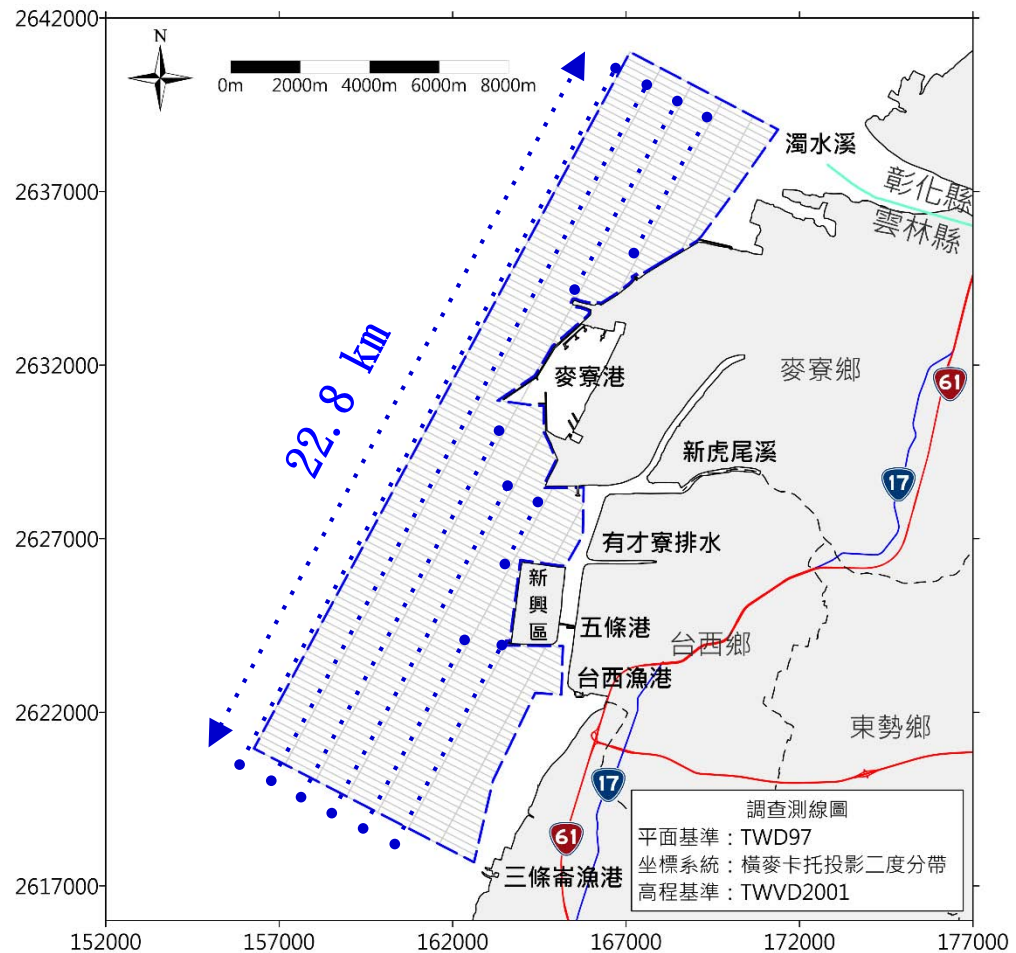 2642000
2637000
2632000
2627000
2622000
2617000
N
0m 2000m 4000m 6000m 8000m
22.8 km
濁水溪
彰化縣
雲林縣
麥寮港
麥寮鄉
61
新虎尾溪
17
有才寮排水
新興區
五條港
台西鄉
台西漁港
東勢鄉
17
61
三條崙漁港
調查測線圖
平面基準：TWD97
坐標系統：橫麥卡托投影二度分帶
高程基準：TWVD2001
152000 157000 162000 167000 172000 177000